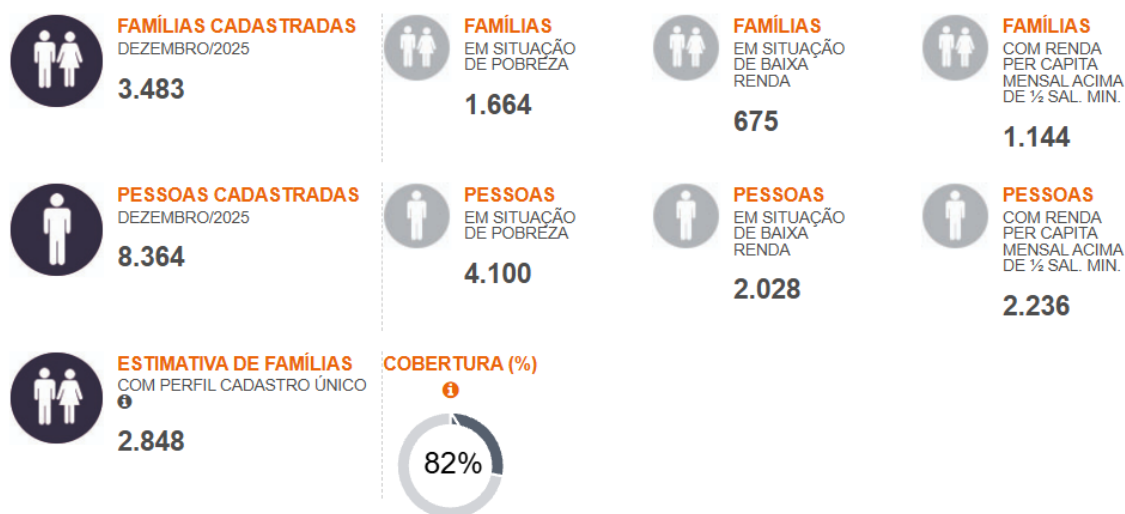 FAMÍLIAS CADASTRADAS
DEZEMBRO/2025
3.483
FAMÍLIAS
EM SITUAÇÃO
DE POBREZA
1.664
FAMÍLIAS
EM SITUAÇÃO
DE BAIXA
RENDA
675
FAMÍLIAS
COM RENDA
PER CAPITA
MENSAL ACIMA
DE ½ SAL. MIN.
1.144
PESSOAS CADASTRADAS
DEZEMBRO/2025
8.364
PESSOAS
EM SITUAÇÃO
DE POBREZA
4.100
PESSOAS
EM SITUAÇÃO
DE BAIXA
RENDA
2.028
PESSOAS
COM RENDA
PER CAPITA
MENSAL ACIMA
DE ½ SAL. MIN.
2.236
ESTIMATIVA DE FAMÍLIAS
COM PERFIL CADASTRO ÚNICO
2.848
COBERTURA (%)
82%